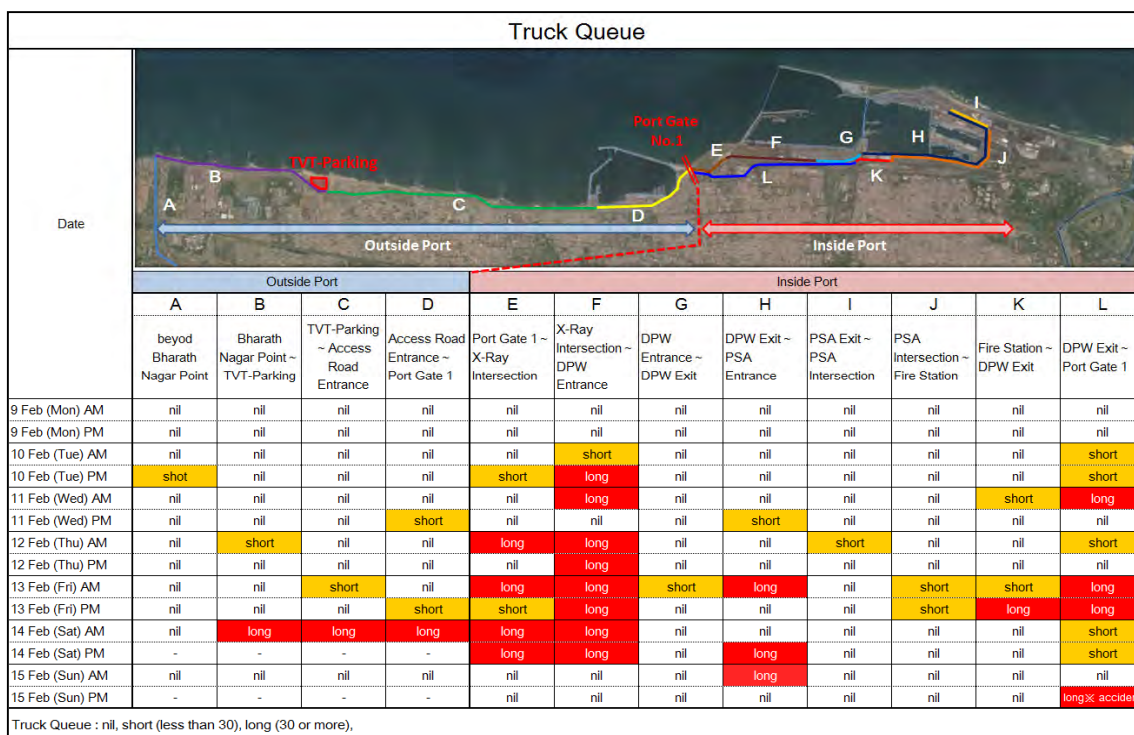 Truck Queue
Date
A
B
TVT-Parking
C
D
Port Gate
No.1
E
F
G
H
I
J
K
L
Outside Port
Inside Port
Outside Port Inside Port
A B C D E F G H I J K L
beyod Bharath Nagar Point
Bharath Nagar Point ~ TVT-Parking
TVT-Parking ~ Access Road Entrance
Access Road Entrance ~ Port Gate 1
Port Gate 1 ~ X-Ray Intersection
X-Ray Intersection ~ DPW Entrance
DPW Entrance ~ DPW Exit
DPW Exit ~ PSA Entrance
PSA Exit ~ PSA Intersection
PSA Intersection ~ Fire Station
Fire Station ~ DPW Exit
DPW Exit ~ Port Gate 1
9 Feb (Mon) AM nil nil nil nil nil nil nil nil nil nil nil nil
9 Feb (Mon) PM nil nil nil nil nil nil nil nil nil nil nil nil
10 Feb (Tue) AM nil nil nil nil nil short nil nil nil nil nil short
10 Feb (Tue) PM shot nil nil nil short long nil nil nil nil nil short
11 Feb (Wed) AM nil nil nil nil nil long nil nil nil nil short long
11 Feb (Wed) PM nil nil nil short nil nil nil short nil nil nil nil
12 Feb (Thu) AM nil short nil nil long long nil nil short nil nil short
12 Feb (Thu) PM nil nil nil nil nil long nil nil nil nil nil nil
13 Feb (Fri) AM nil nil short nil long long short long nil short short long
13 Feb (Fri) PM nil nil nil short short long nil nil nil short long long
14 Feb (Sat) AM nil long long long long long nil nil nil nil nil short
14 Feb (Sat) PM - - - - long long nil long nil nil nil short
15 Feb (Sun) AM nil nil nil nil nil nil nil long nil nil nil nil
15 Feb (Sun) PM - - - - nil nil nil nil nil nil nil long※ accider
Truck Queue : nil, short (less than 30), long (30 or more),